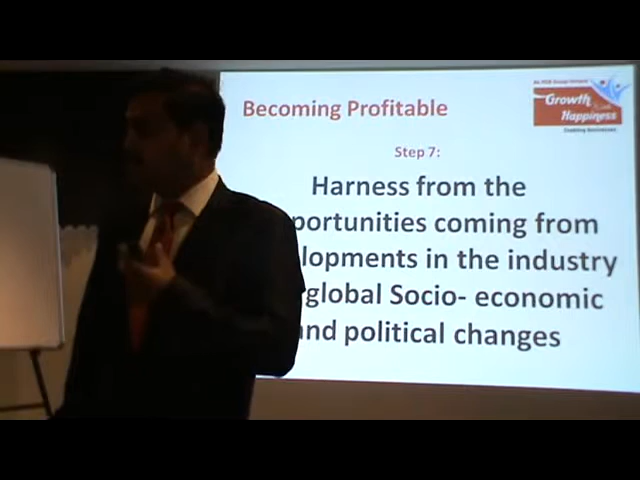 Becoming Profitable
Growth
Happiness
Step 7:
Harness from the
portunities coming from
lopments in the industry
global Socio- economic
nd political changes